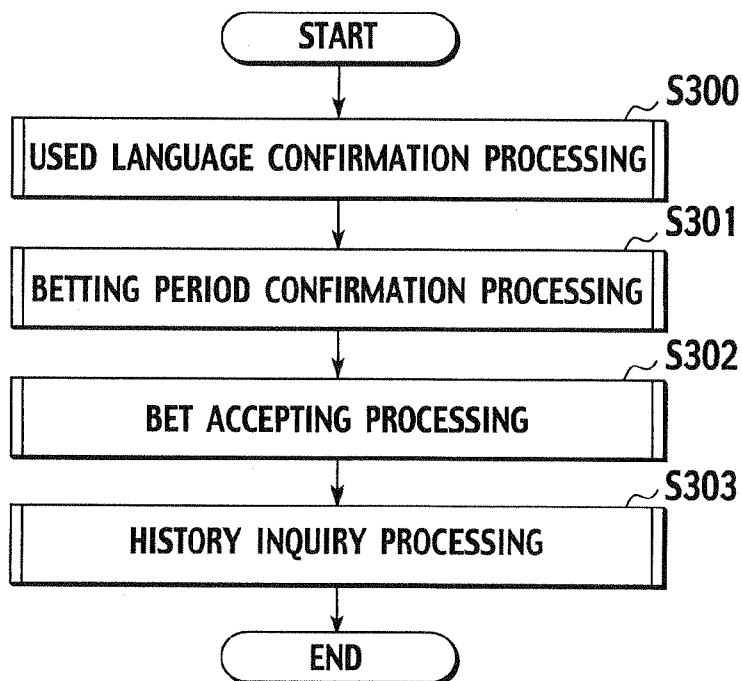 START
S300
USED LANGUAGE CONFIRMATION PROCESSING
S301
BETTING PERIOD CONFIRMATION PROCESSING
S302
BET ACCEPTING PROCESSING
S303
HISTORY INQUIRY PROCESSING
END